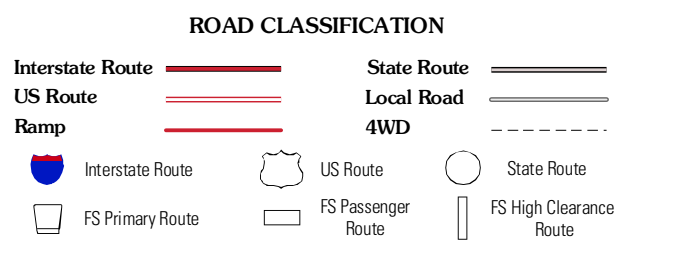 ROAD CLASSIFICATION
Interstate Route
State Route
US Route
Local Road
Ramp
4WD
Interstate Route
US Route
State Route
FS Primary Route
FS Passenger
Route
FS High Clearance
Route